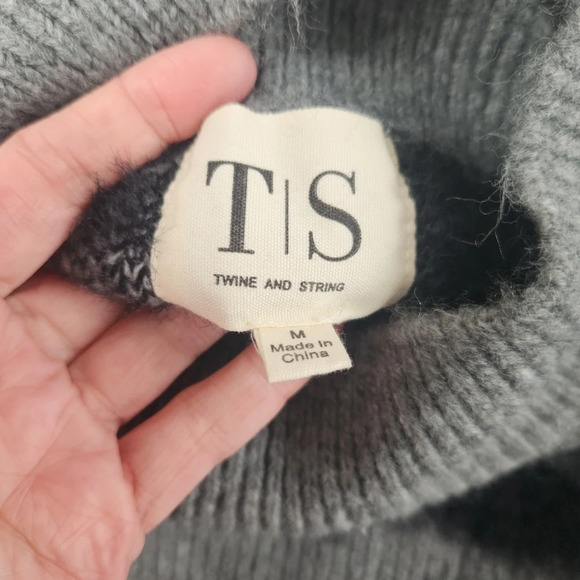 T|S
TWINE AND STRING
M
Made In
China